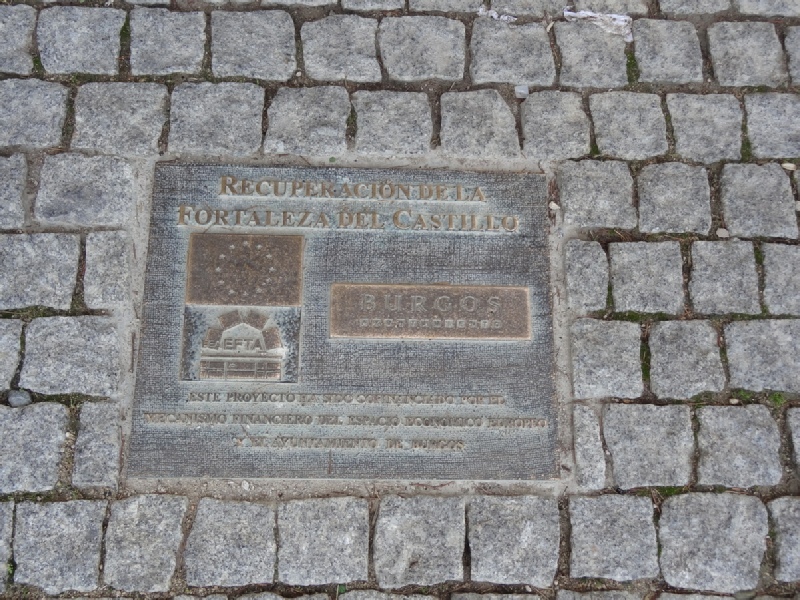 RECUPERACIÓN DE LA
FORTALEZA DEL CASTILLO
BURGOS
EFTA
ESTE PROYECTO HA SIDO COFINANCIADO POR EL
MECANISMO FINANCIERO DEL ESPACIO ECONÓMICO EUROPEO
Y EL AYUNTAMIENTO DE BURGOS